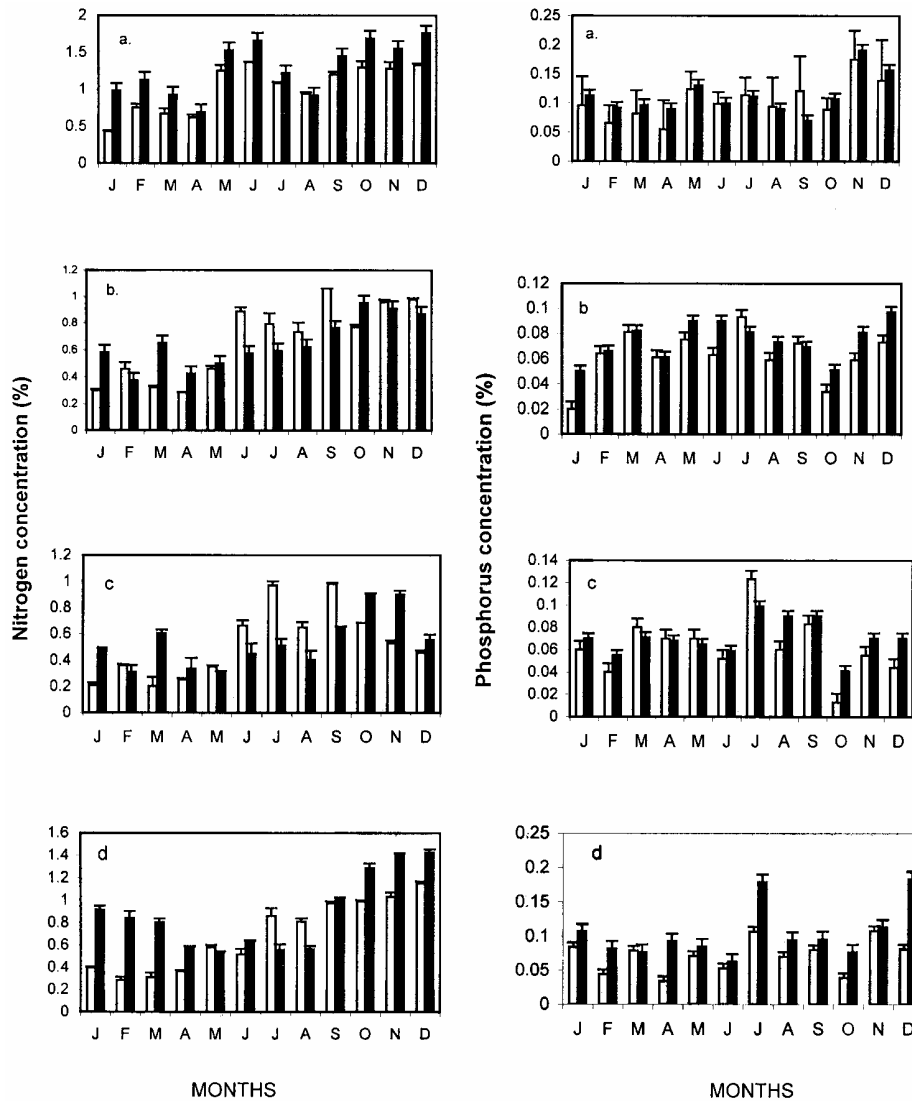 Nitrogen concentration (%)
a.
2
1.5
1
0.5
0
J F M A M J J A S O N D
b.
1.2
1
0.8
0.6
0.4
0.2
0
J F M A M J J A S O N D
c
1.2
1
0.8
0.6
0.4
0.2
0
J F M A M J J A S O N D
d
1.6
1.4
1.2
1
0.8
0.6
0.4
0.2
0
J F M A M J J A S O N D
MONTHS
Phosphorus concentration (%)
a.
0.25
0.2
0.15
0.1
0.05
0
J F M A M J J A S O N D
b
0.12
0.1
0.08
0.06
0.04
0.02
0
J F M A M J J A S O N D
c
0.14
0.12
0.1
0.08
0.06
0.04
0.02
0
J F M A M J J A S O N D
d
0.25
0.2
0.15
0.1
0.05
0
J F M A M J J A S O N D
MONTHS